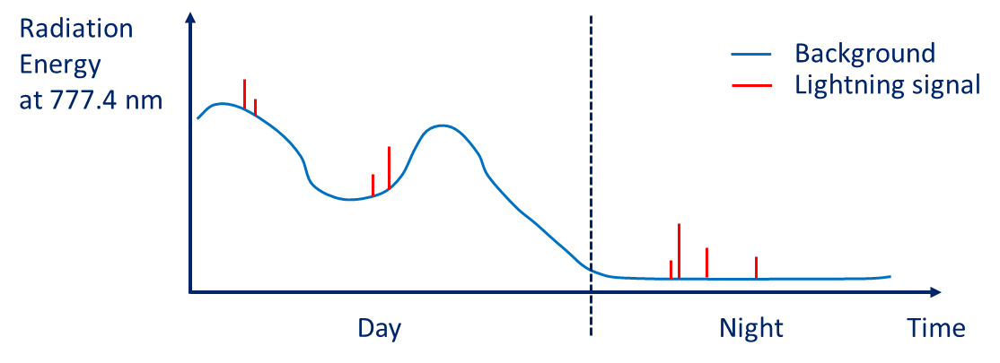 Radiation
Energy
at 777.4 nm
Background
Lightning signal
Day
Night
Time